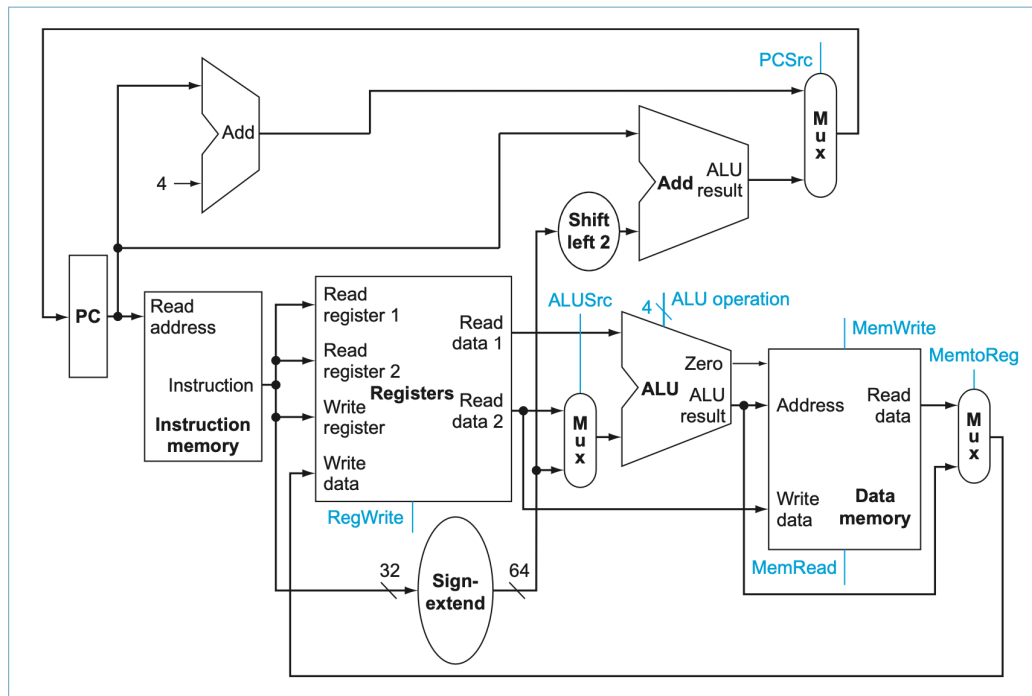 PCSrc
M
u
x
Add
4
Add
ALU
result
Shift
left 2
PC
Read
address
Instruction
Instruction
memory
Read
register 1
Read
register 2
Write
register
Write
data
Registers
Read
data 1
Read
data 2
RegWrite
ALUSrc
M
u
x
4
ALU operation
Zero
ALU
ALU
result
MemWrite
Address
Read
data
Write
data
Data
memory
MemRead
MemtoReg
M
u
x
32
Sign-
extend
64